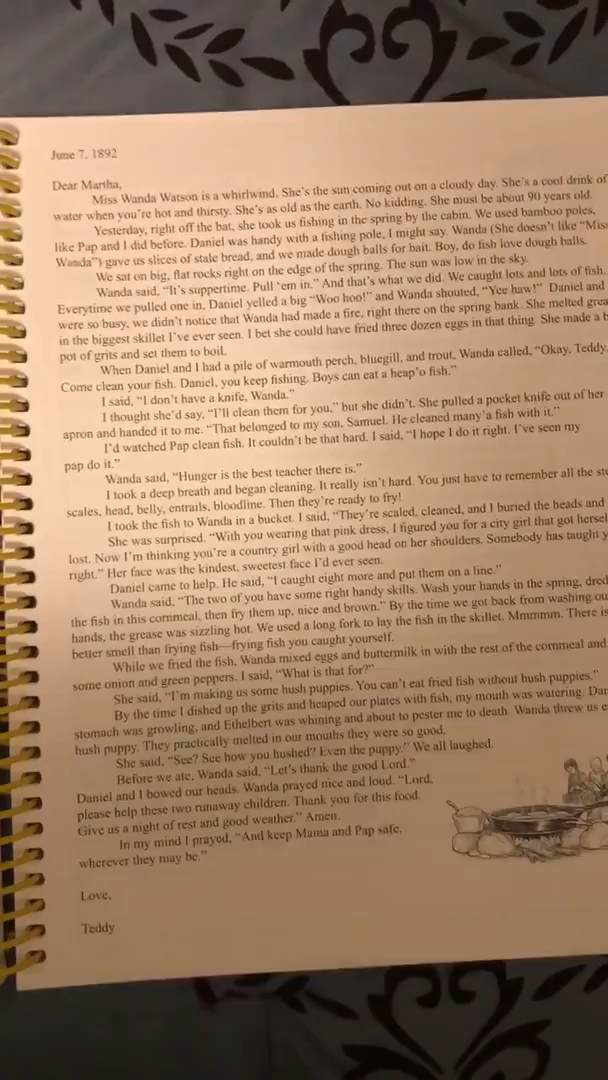 June 7, 1892
Dear Martha,
Miss Wanda Watson is a whirlwind. She's the sun coming out on a cloudy day. She's a cool drink of
water when you're hot and thirsty. She's as old as the earth. No kidding. She must be about 90 years old.
Yesterday, right off the bat, she took us fishing in the spring by the cabin. We used bamboo poles,
like Pap and I did before. Daniel was handy with a fishing pole, I might say. Wanda (She doesn't like "Miss
Wanda") gave us slices of stale bread, and we made dough balls for bait. Boy, do fish love dough balls.
We sat on big, flat rocks right on the edge of the spring. The sun was low in the sky.
Wanda said, "It's suppertime. Pull 'em in." And that's what we did. We caught lots and lots of fish.
Everytime we pulled one in, Daniel yelled a big "Woo hoo!" and Wanda shouted, "Yee haw!" Daniel and
were so busy, we didn't notice that Wanda had made a fire, right there on the spring bank. She melted
in the biggest skillet I've ever seen. I bet she could have fried three dozen eggs in that thing. She made a
pot of grits and set them to boil.
When Daniel and I had a pile of warmouth perch, bluegill, and trout, Wanda called, "Okay, Teddy.
Come clean your fish. Daniel, you keep fishing. Boys can eat a heap'o fish."
I said, "I don't have a knife, Wanda."
I thought she'd say, "I'll clean them for you," but she didn't. She pulled a pocket knife out of her
apron and handed it to me. "That belonged to my son, Samuel. He cleaned many'a fish with it."
I'd watched Pap clean fish. It couldn't be that hard. I said, "I hope I do it right. I've seen my
pap do it."
Wanda said, "Hunger is the best teacher there is."
I took a deep breath and began cleaning. It really isn't hard. You just have to remember all the
scales, head, belly, entrails, bloodline. Then they're ready to fry!
I took the fish to Wanda in a bucket. I said, "They're scaled, cleaned, and I buried the heads and
She was surprised. "With you wearing that pink dress, I figured you for a city girl that got
lost. Now I'm thinking you're a country girl with a good head on her shoulders. Somebody has taught
right." Her face was the kindest, sweetest face I'd ever seen.
Daniel came to help. He said, "I caught eight more and put them on a line."
Wanda said, "The two of you have some right handy skills. Wash your hands in the spring,
the fish in this cornmeal, then fry them up, nice and brown." By the time we got back from washing
hands, the grease was sizzling hot. We used a long fork to lay the fish in the skillet. Mmmmm. There is
better smell than frying fish—frying fish you caught yourself.
While we fried the fish, Wanda mixed eggs and buttermilk in with the rest of the cornmeal and
some onion and green peppers. I said, "What is that for?"
She said, "I'm making us some hush puppies. You can't eat fried fish without hush puppies."
By the time I dished up the grits and heaped our plates with fish, my mouth was watering.
stomach was growling, and Ethelbert was whining and about to pester me to death. Wanda threw us
hush puppy. They practically melted in our mouths they were so good.
She said, "See? See how you hushed? Even the puppy." We all laughed.
Before we ate, Wanda said, "Let's thank the good Lord."
Daniel and I bowed our heads. Wanda prayed nice and loud. "Lord,
please help these two runaway children. Thank you for this food.
Give us a night of rest and good weather." Amen.
In my mind I prayed, "And keep Mama and Pap safe,
wherever they may be."
Love,
Teddy